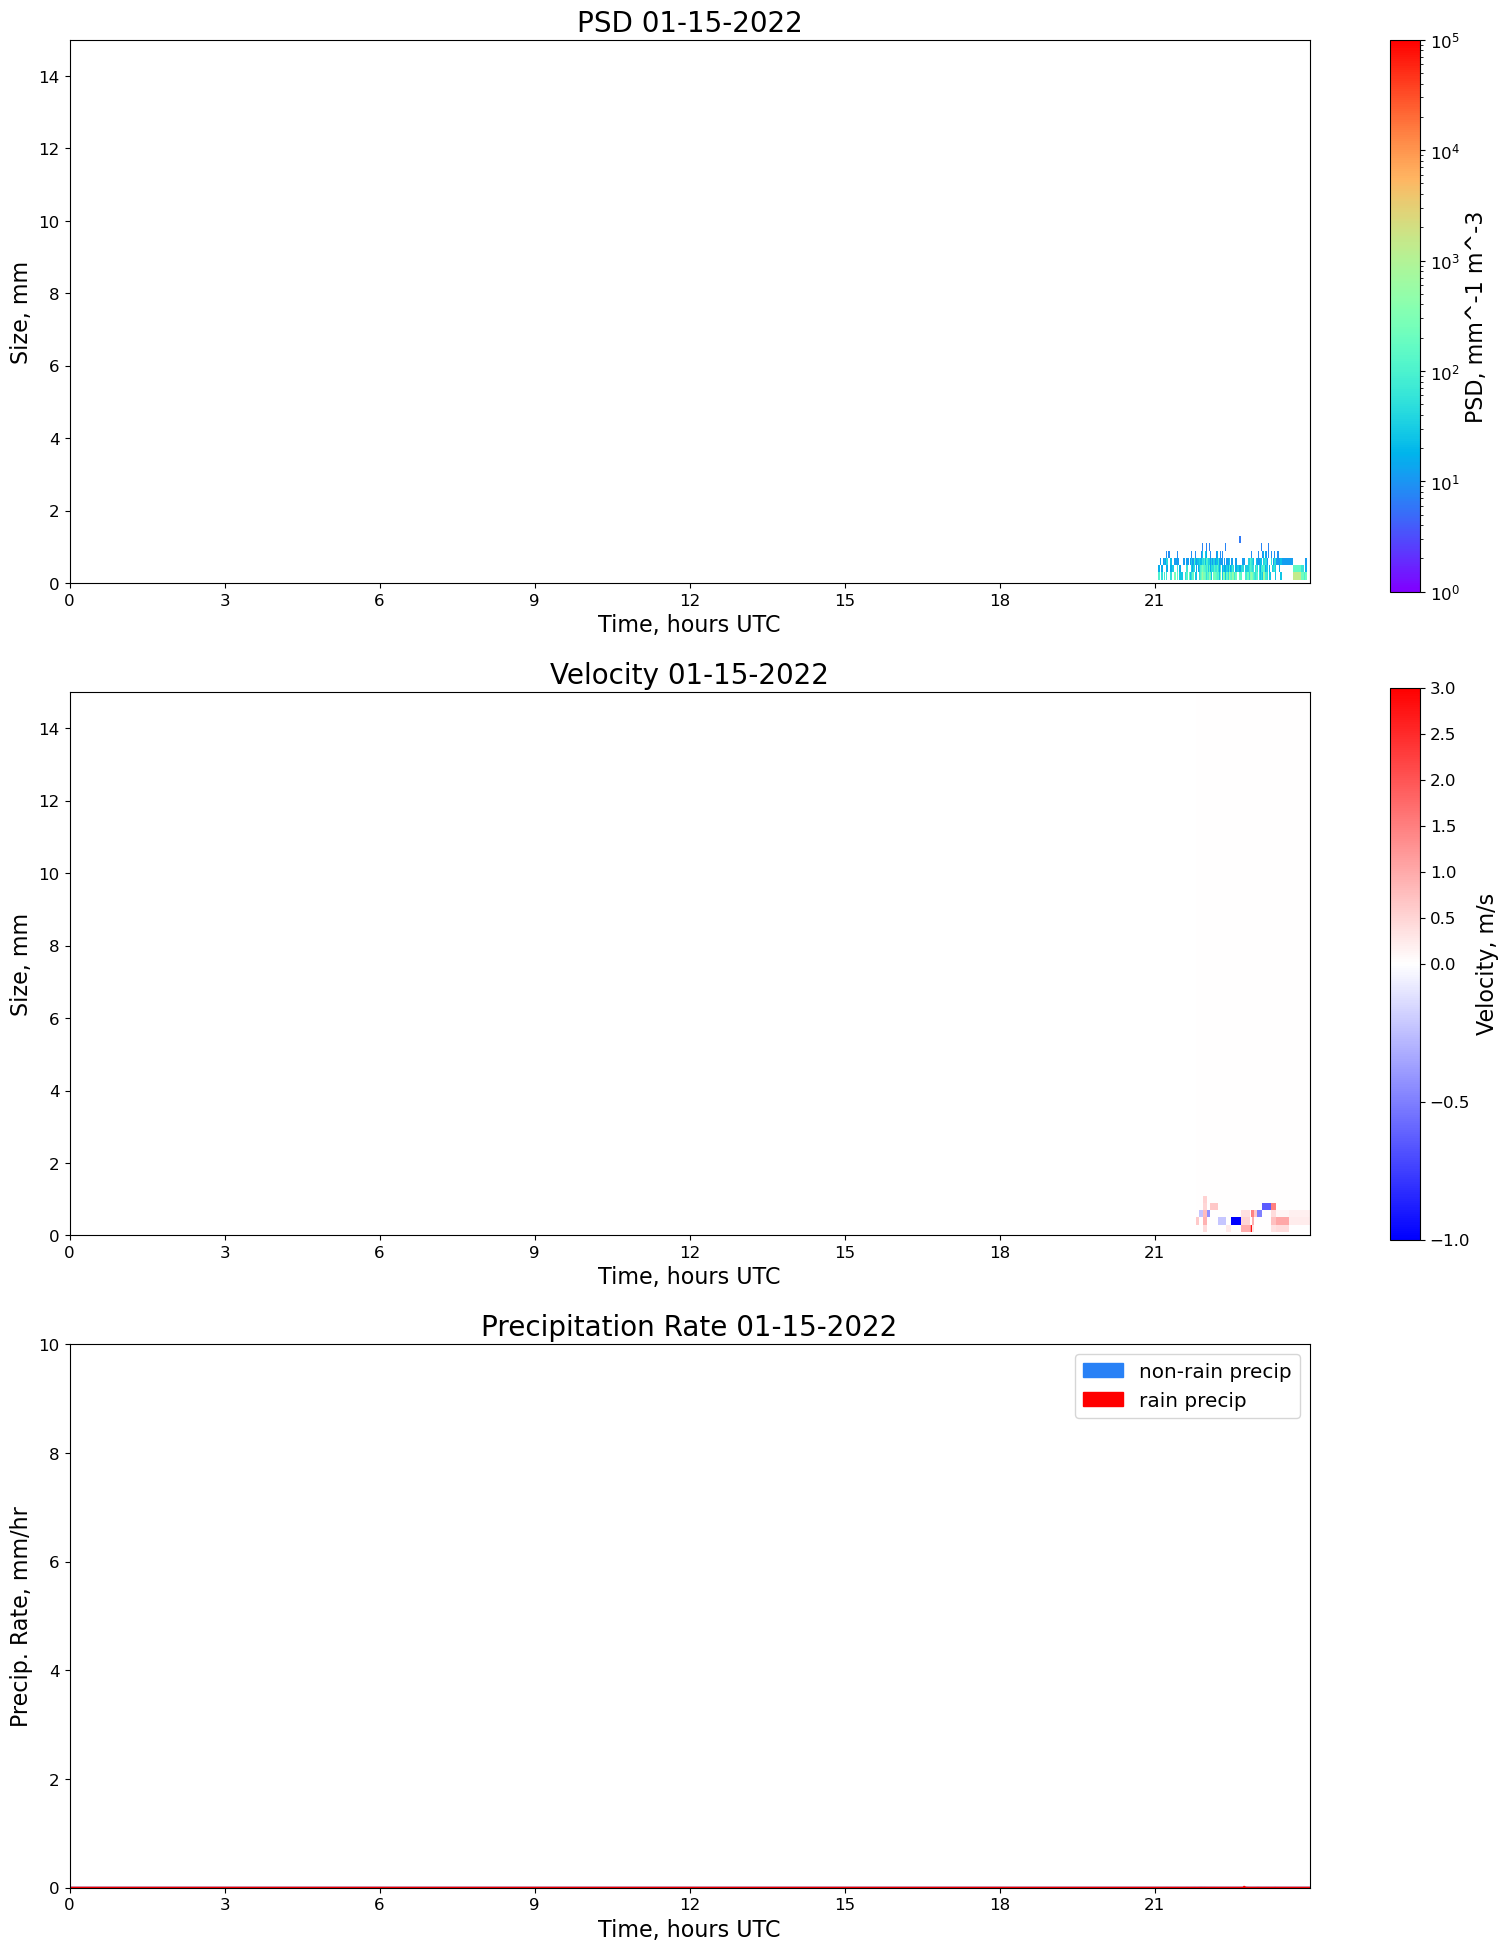 PSD 01-15-2022
14
12
10
8
6
4
2
0
Size, mm
0 3 6 9 12 15 18 21
Time, hours UTC
10^5
10^4
10^3
10^2
10^1
10^0
PSD, mm^-1 m^-3
Velocity 01-15-2022
14
12
10
8
6
4
2
0
Size, mm
0 3 6 9 12 15 18 21
Time, hours UTC
3.0
2.5
2.0
1.5
1.0
0.5
0.0
−0.5
−1.0
Velocity, m/s
Precipitation Rate 01-15-2022
10
8
6
4
2
0
Precip. Rate, mm/hr
non-rain precip
rain precip
0 3 6 9 12 15 18 21
Time, hours UTC